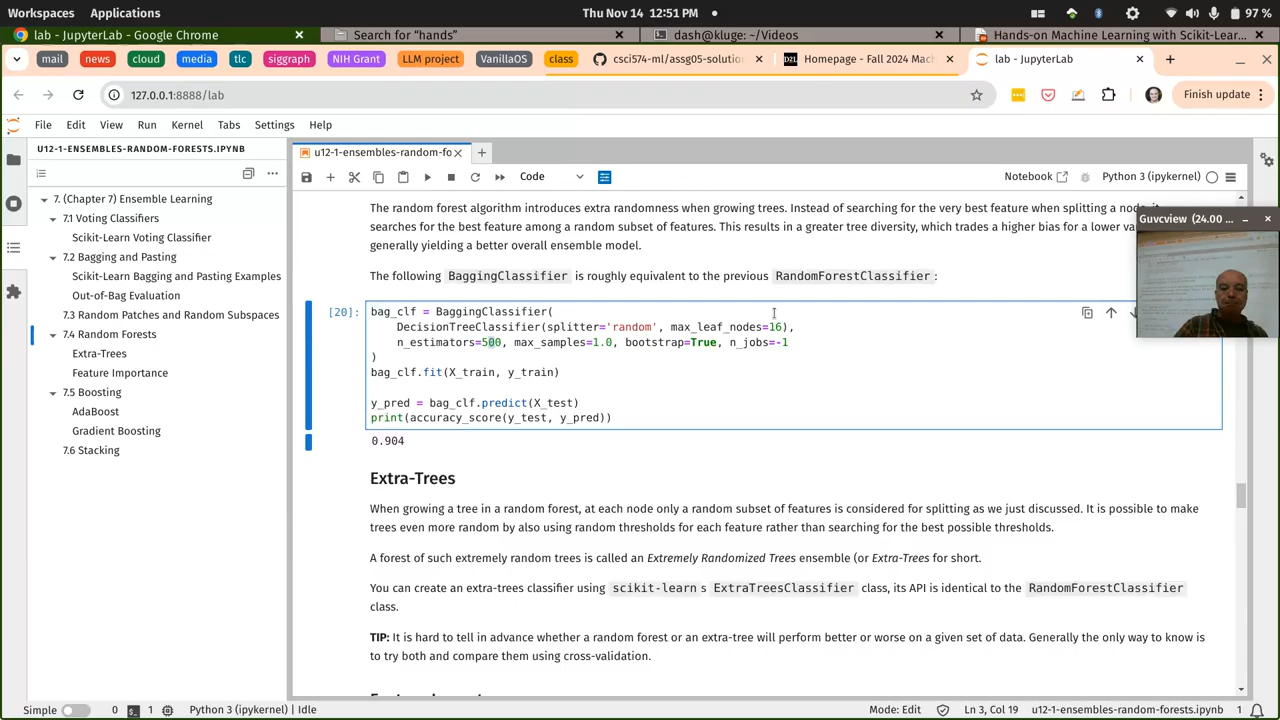 Workspaces Applications Thu Nov 14 12:51 PM 97 %
lab - JupyterLab - Google Chrome Search for “hands” dash@kluge: ~/Videos Hands-on Machine Learning with Scikit-Lear...
mail news cloud media tlc siggraph NIH Grant LLM project VanillaOS class csci574-ml/assg05-solutio Homepage - Fall 2024 Mac lab - JupyterLab
127.0.0.1:8888/lab Finish update
File Edit View Run Kernel Tabs Settings Help
U12-1-ENSEMBLES-RANDOM-FORESTS.IPYNB
7. (Chapter 7) Ensemble Learning
7.1 Voting Classifiers
Scikit-Learn Voting Classifier
7.2 Bagging and Pasting
Scikit-Learn Bagging and Pasting Examples
Out-of-Bag Evaluation
7.3 Random Patches and Random Subspaces
7.4 Random Forests
Extra-Trees
Feature Importance
7.5 Boosting
AdaBoost
Gradient Boosting
7.6 Stacking
u12-1-ensembles-random-fo
Code Notebook Python 3 (ipykernel)
The random forest algorithm introduces extra randomness when growing trees. Instead of searching for the very best feature when splitting a node, it
searches for the best feature among a random subset of features. This results in a greater tree diversity, which trades a higher bias for a lower va
generally yielding a better overall ensemble model.
The following BaggingClassifier is roughly equivalent to the previous RandomForestClassifier :
[20]: bag_clf = BaggingClassifier(
DecisionTreeClassifier(splitter='random', max_leaf_nodes=16),
n_estimators=500, max_samples=1.0, bootstrap=True, n_jobs=-1
)
bag_clf.fit(X_train, y_train)
y_pred = bag_clf.predict(X_test)
print(accuracy_score(y_test, y_pred))
0.904
Extra-Trees
When growing a tree in a random forest, at each node only a random subset of features is considered for splitting as we just discussed. It is possible to make
trees even more random by also using random thresholds for each feature rather than searching for the best possible thresholds.
A forest of such extremely random trees is called an Extremely Randomized Trees ensemble (or Extra-Trees for short.
You can create an extra-trees classifier using scikit-learn s ExtraTreesClassifier class, its API is identical to the RandomForestClassifier
class.
TIP: It is hard to tell in advance whether a random forest or an extra-tree will perform better or worse on a given set of data. Generally the only way to know is
to try both and compare them using cross-validation.
Guvcview (24.00 ...
Simple 0 1 Python 3 (ipykernel) | Idle Mode: Edit Ln 3, Col 19 u12-1-ensembles-random-forests.ipynb 1